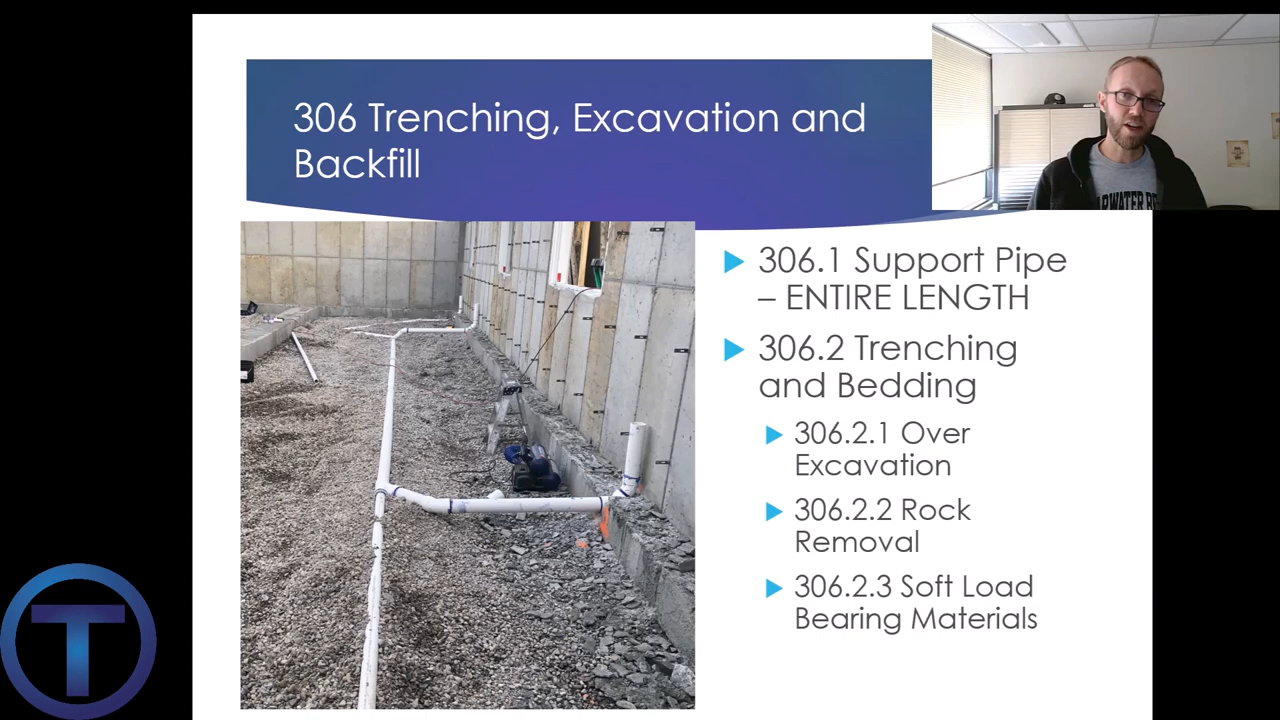 306 Trenching, Excavation and
Backfill
306.1 Support Pipe
– ENTIRE LENGTH
306.2 Trenching
and Bedding
306.2.1 Over
Excavation
306.2.2 Rock
Removal
306.2.3 Soft Load
Bearing Materials
T